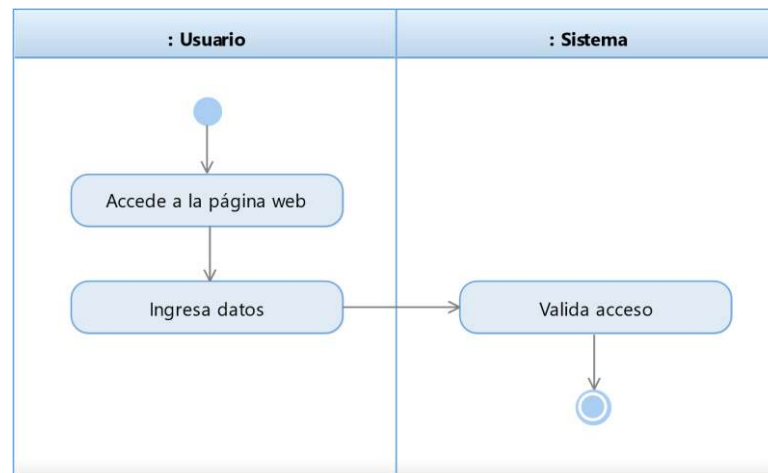 : Usuario
: Sistema
Accede a la página web
Ingresa datos
Valida acceso